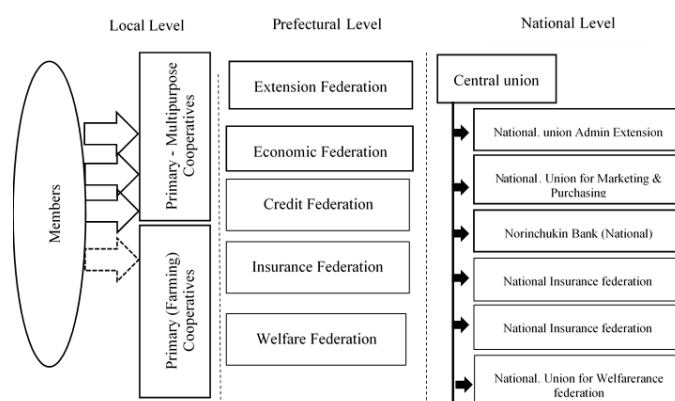 Local Level
Prefectural Level
National Level
Members
Primary - Multipurpose
Cooperatives
Primary (Farming)
Cooperatives
Extension Federation
Economic Federation
Credit Federation
Insurance Federation
Welfare Federation
Central union
National. union Admin Extension
National. Union for Marketing &
Purchasing
Norinchukin Bank (National)
National Insurance federation
National Insurance federation
National. Union for Welfarerance
federation